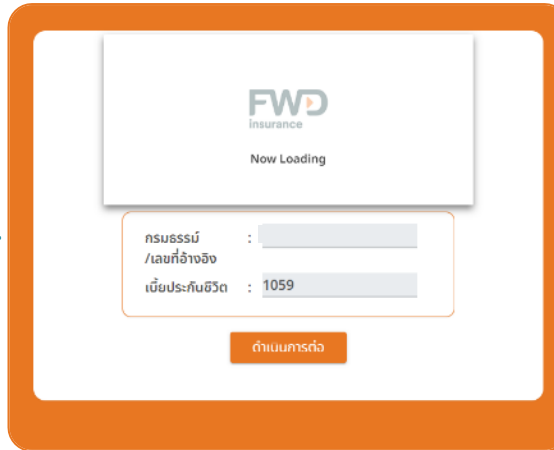 FWD
insurance
Now Loading
กรมธรรม์ :
/เลขที่อ้างอิง
เบี้ยประกันชีวิต : 1059
ดำเนินการต่อ